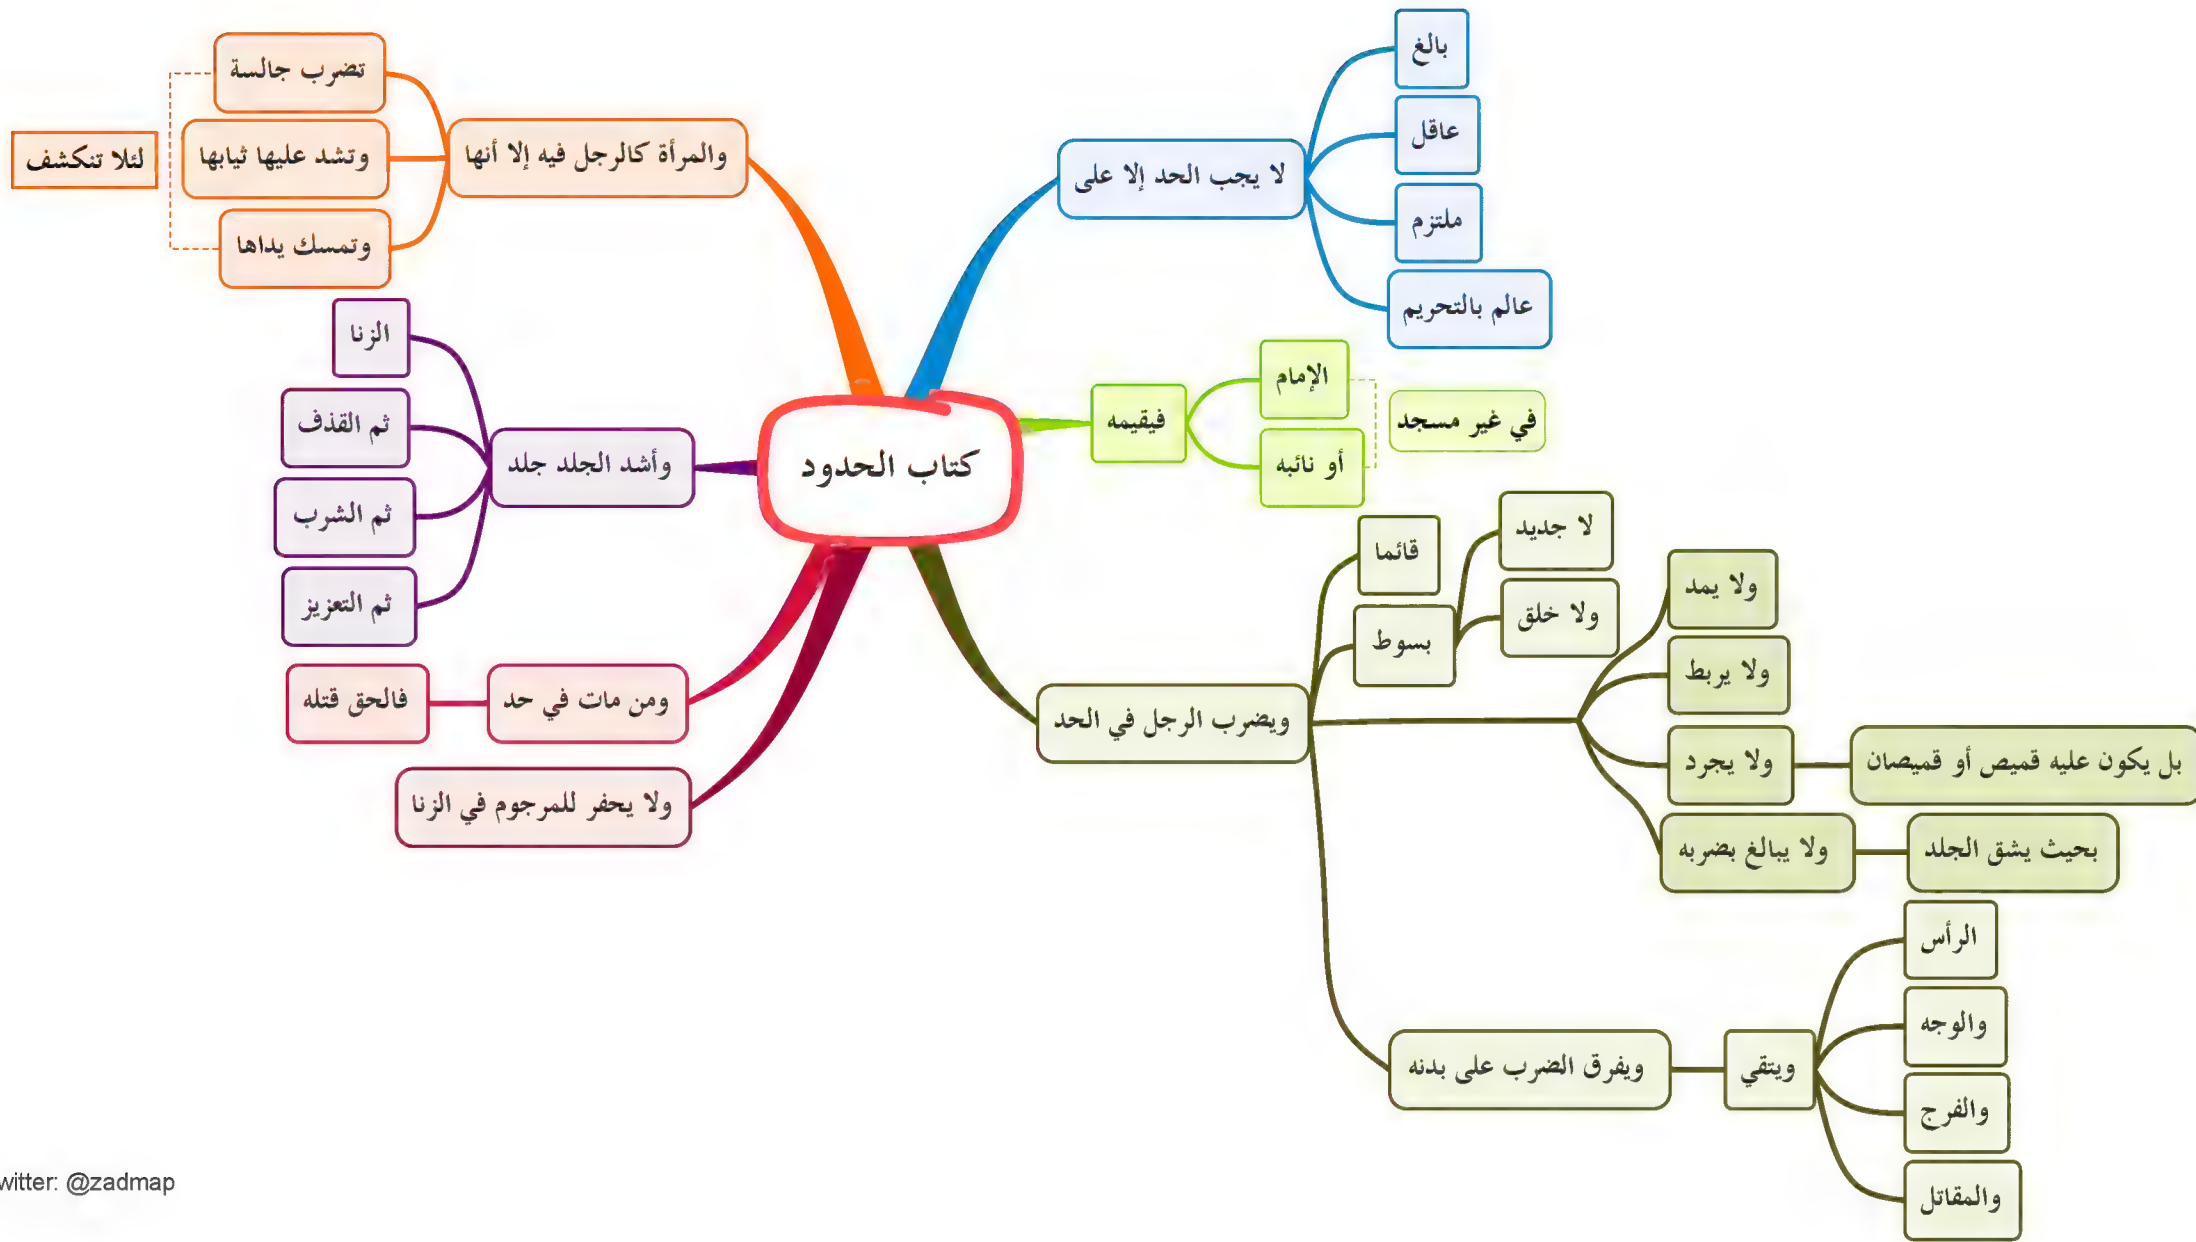 كتاب الحدود
لا يجب الحد إلا على
بالغ
عاقل
ملتزم
عالم بالتحريم
فيقيمه
الإمام
أو نائبه
في غير مسجد
ويضرب الرجل في الحد
قائما
بسوط
لا جديد
ولا خلق
ولا يمد
ولا يربط
ولا يجرد
بل يكون عليه قميص أو قميصان
ولا يبالغ بضربه
بحيث يشق الجلد
ويفرق الضرب على بدنه
ويتقي
الرأس
والوجه
والفرج
والمقاتل
والمرأة كالرجل فيه إلا أنها
تضرب جالسة
وتشد عليها ثيابها
وتمسك يداها
لئلا تنكشف
وأشد الجلد جلد
الزنا
ثم القذف
ثم الشرب
ثم التعزيز
ومن مات في حد
فالحق قتله
ولا يحفر للمرجوم في الزنا
witter: @zadmap